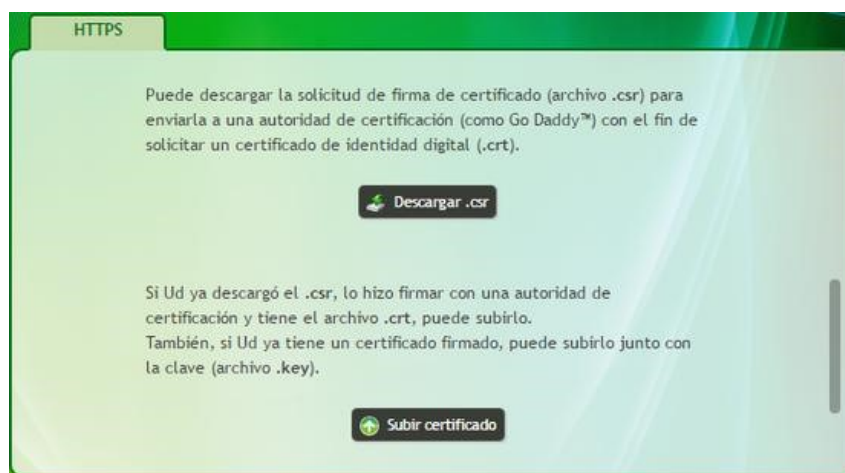 HTTPS
Puede descargar la solicitud de firma de certificado (archivo .csr) para
enviarla a una autoridad de certificación (como Go Daddy™) con el fin de
solicitar un certificado de identidad digital (.crt).
Descargar .csr
Si Ud ya descargó el .csr, lo hizo firmar con una autoridad de
certificación y tiene el archivo .crt, puede subirlo.
También, si Ud ya tiene un certificado firmado, puede subirlo junto con
la clave (archivo .key).
Subir certificado